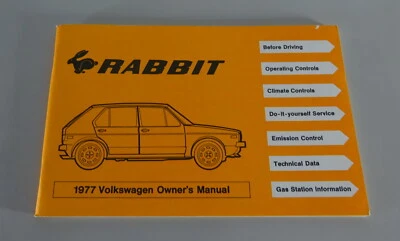 RABBIT
Before Driving
Operating Controls
Climate Controls
Do-it-yourself Service
Emission Control
Technical Data
Gas Station Information
1977 Volkswagen Owner's Manual